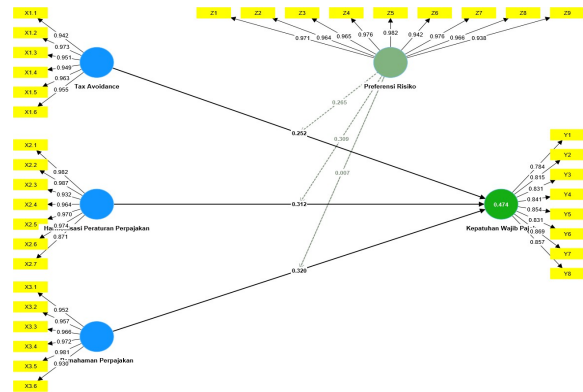 X1.1
X1.2
X1.3
X1.4
X1.5
X1.6
0.942
0.973
0.951
0.949
0.963
0.955
Tax Avoidance
Z1
Z2
Z3
Z4
Z5
Z6
Z7
Z8
Z9
0.971
0.964
0.965
0.976
0.982
0.942
0.976
0.966
0.938
Preferensi Risiko
0.252
0.312
0.320
X2.1
X2.2
X2.3
X2.4
X2.5
X2.6
X2.7
0.982
0.987
0.932
0.964
0.970
0.974
0.871
Peraturan Perpajakan
Y1
Y2
Y3
Y4
Y5
Y6
Y7
Y8
0.784
0.815
0.831
0.841
0.854
0.831
0.869
0.857
0.474
Kepatuhan Wajib
X3.1
X3.2
X3.3
X3.4
X3.5
X3.6
0.952
0.957
0.966
0.972
0.981
0.930
Perpajakan